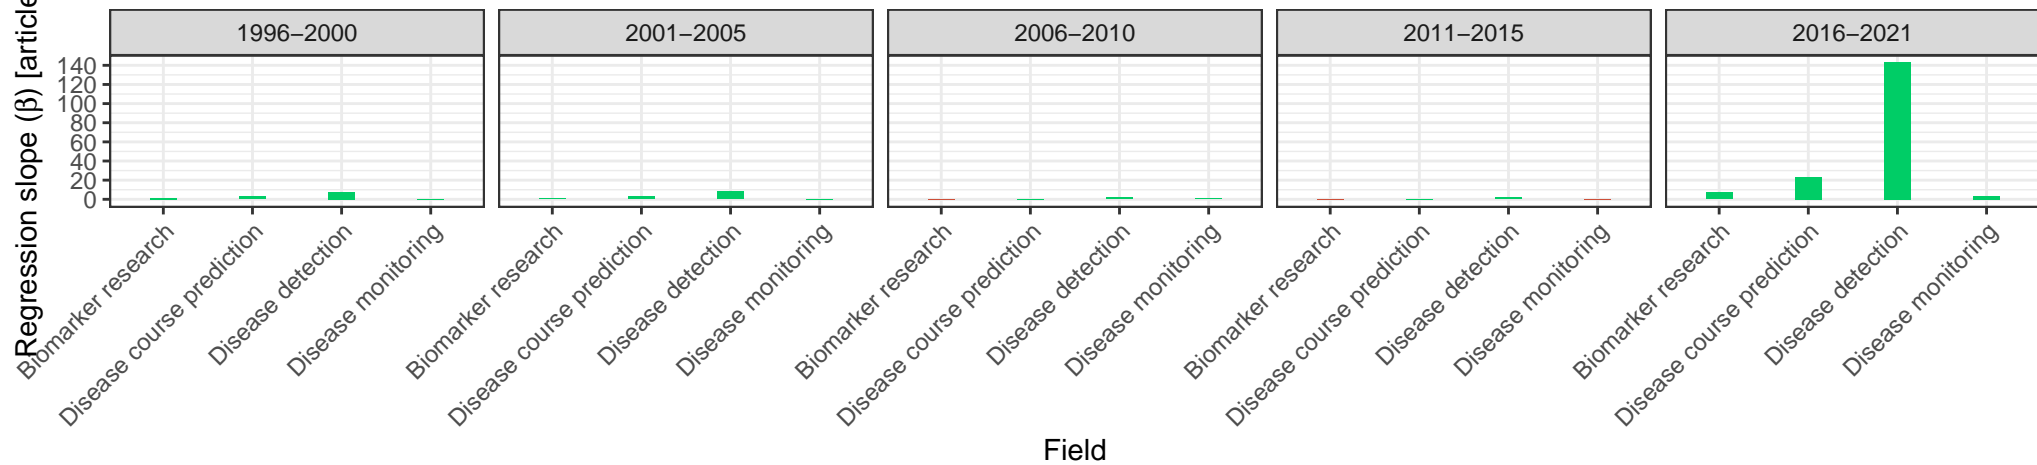 Regression slope (β) [article
1996–2000
2001–2005
2006–2010
2011–2015
2016–2021
140
120
100
80
60
40
20
0
Biomarker research
Disease course prediction
Disease detection
Disease monitoring
Biomarker research
Disease course prediction
Disease detection
Disease monitoring
Biomarker research
Disease course prediction
Disease detection
Disease monitoring
Biomarker research
Disease course prediction
Disease detection
Disease monitoring
Biomarker research
Disease course prediction
Disease detection
Disease monitoring
Field